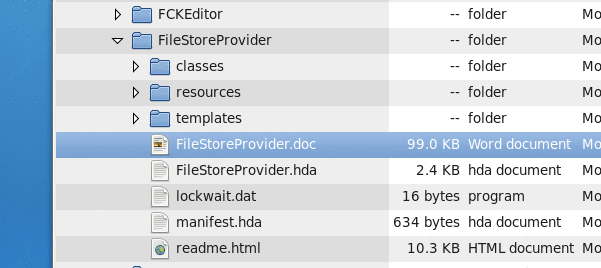 FCKEditor -- folder Mo
FileStoreProvider -- folder Mo
classes -- folder Mo
resources -- folder Mo
templates -- folder Mo
FileStoreProvider.doc 99.0 KB Word document Mo
FileStoreProvider.hda 2.4 KB hda document Mo
lockwait.dat 16 bytes program Mo
manifest.hda 634 bytes hda document Mo
readme.html 10.3 KB HTML document Mo